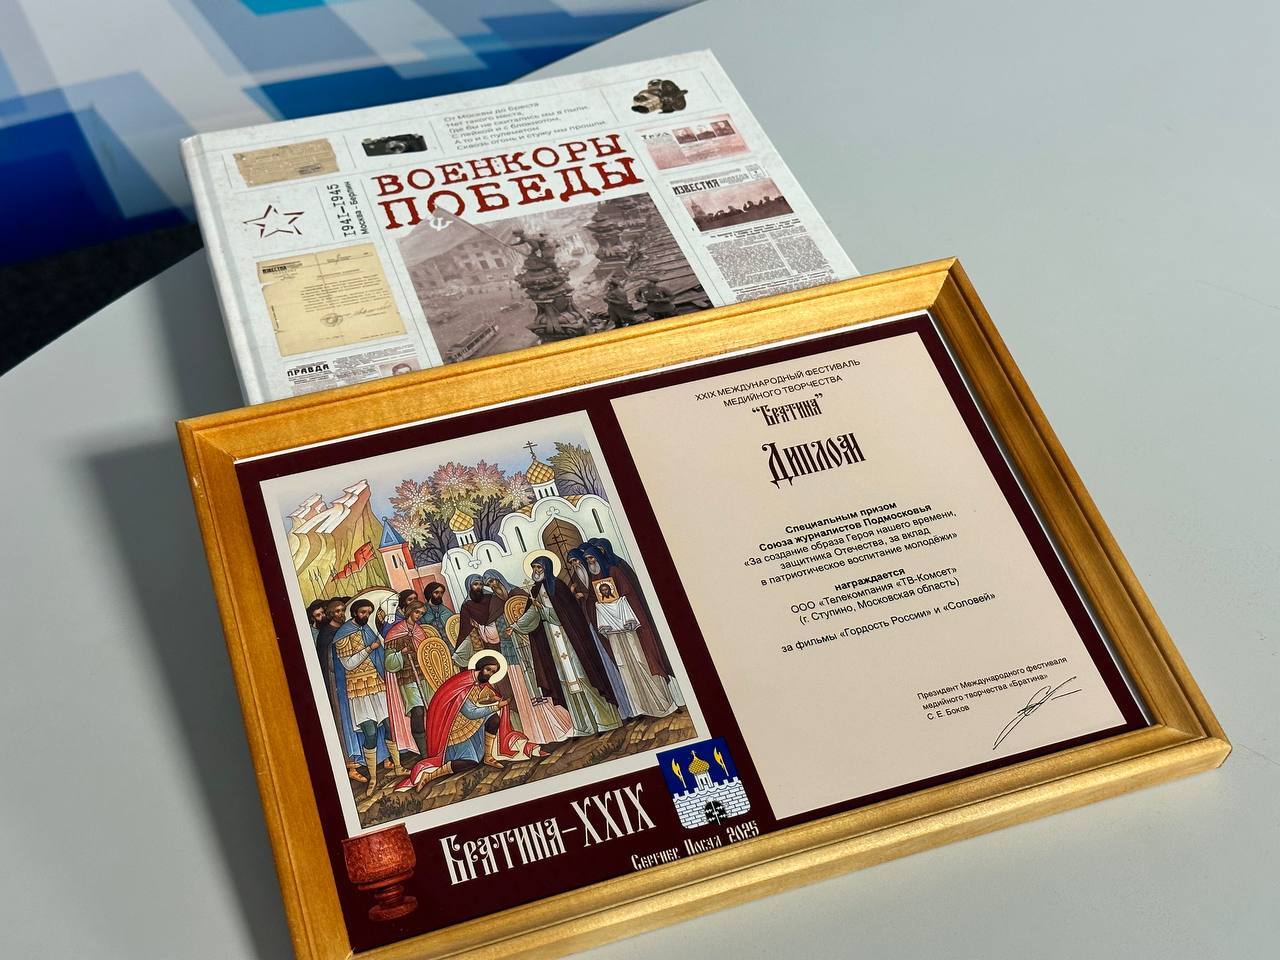 От Москвы до Бреста
Нет такого места,
Где бы не скитались мы в пыли.
С лейкой и с блокнотом,
А то и с пулеметом
Сквозь огонь и стужу мы прошли.
ВОЕНКОРЫ
ПОБЕДЫ
1941–1945
Москва - Берлин
ИЗВЕСТИЯ
ИЗВЕСТИЯ
ПРАВДА
XXIX МЕЖДУНАРОДНЫЙ ФЕСТИВАЛЬ
МЕДИЙНОГО ТВОРЧЕСТВА
“Братина”
Диплом
Специальным призом
Союза журналистов Подмосковья
«За создание образа Героя нашего времени,
защитника Отечества, за вклад
в патриотическое воспитание молодёжи»
награждается
ООО «Телекомпания «ТВ-Комсет»
(г. Ступино, Московская область)
за фильмы «Гордость России» и «Соловей»
Президент Международного фестиваля
медийного творчества «Братина»
С. Е. Боков
Братина–XXIX
Сергиев Посад 2025